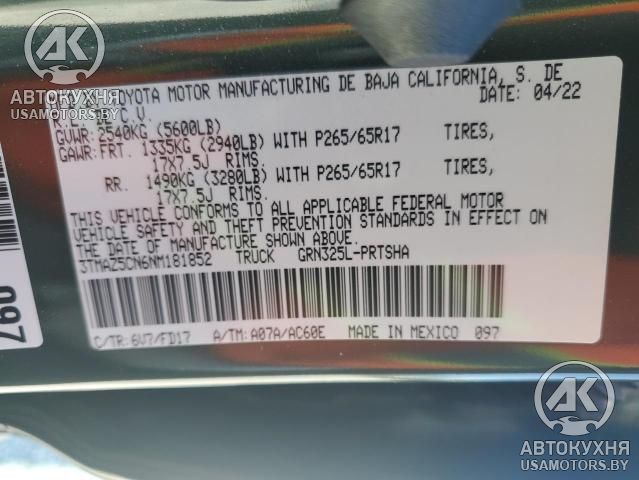 TOYOTA MOTOR MANUFACTURING DE BAJA CALIFORNIA, S. DE
R.L. DE C.V. DATE: 04/22
GVWR: 2540KG (5600LB)
GAWR: FRT. 1335KG (2940LB) WITH P265/65R17 TIRES,
17X7.5J RIMS.
RR. 1490KG (3280LB) WITH P265/65R17 TIRES,
17X7.5J RIMS.
THIS VEHICLE CONFORMS TO ALL APPLICABLE FEDERAL MOTOR
VEHICLE SAFETY AND THEFT PREVENTION STANDARDS IN EFFECT ON
THE DATE OF MANUFACTURE SHOWN ABOVE.
3TMAZ5CN6NM181852 TRUCK GRN325L-PRTSHA
C/TR: 6V7/FD17 A/TM: A07A/AC60E MADE IN MEXICO 097
097
АК
АВТОКУХНЯ
USAMOTORS.BY
АК
АВТОКУХНЯ
USAMOTORS.BY